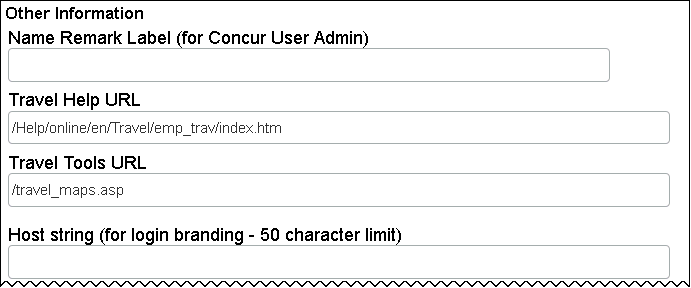 Other Information
Name Remark Label (for Concur User Admin)
Travel Help URL
/Help/online/en/Travel/emp_trav/index.htm
Travel Tools URL
/travel_maps.asp
Host string (for login branding - 50 character limit)